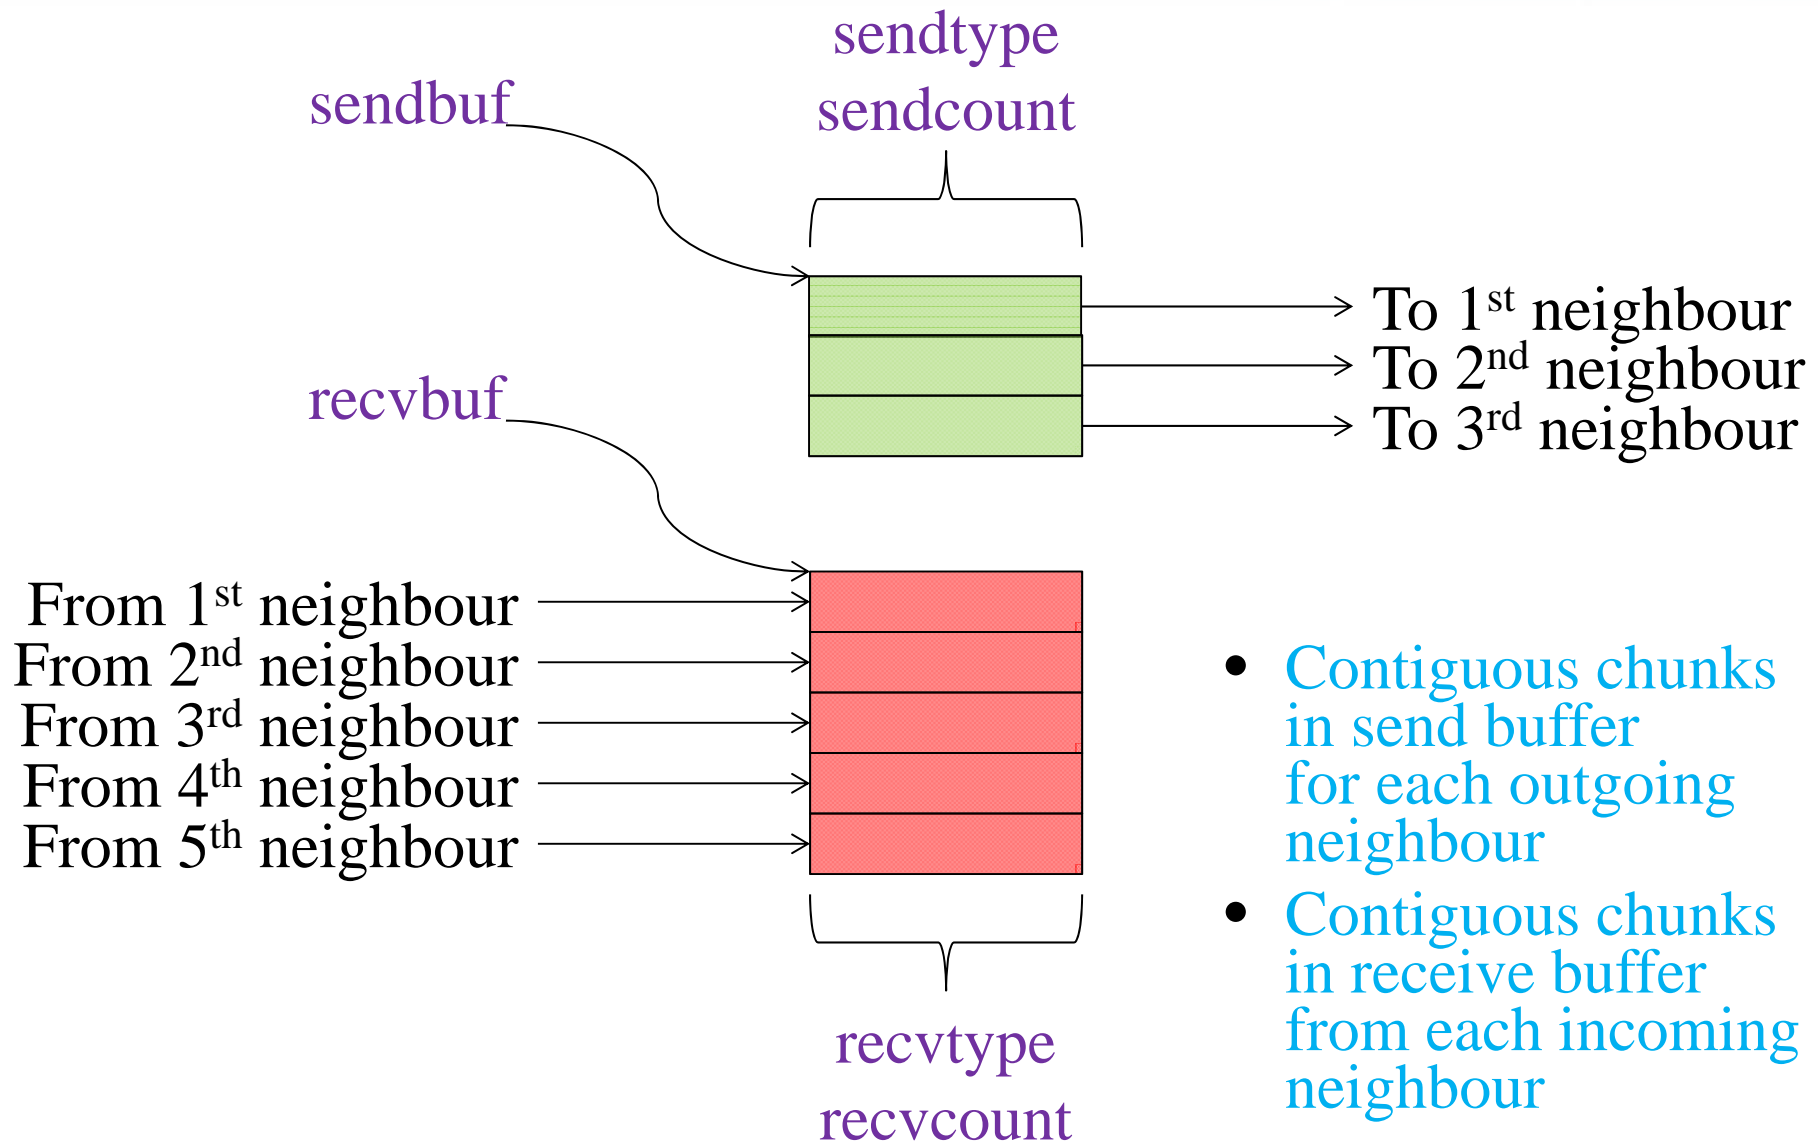 sendtype
sendcount
sendbuf
To 1st neighbour
To 2nd neighbour
To 3rd neighbour
recvbuf
From 1st neighbour
From 2nd neighbour
From 3rd neighbour
From 4th neighbour
From 5th neighbour
• Contiguous chunks
in send buffer
for each outgoing
neighbour
• Contiguous chunks
in receive buffer
from each incoming
neighbour
recvtype
recvcount